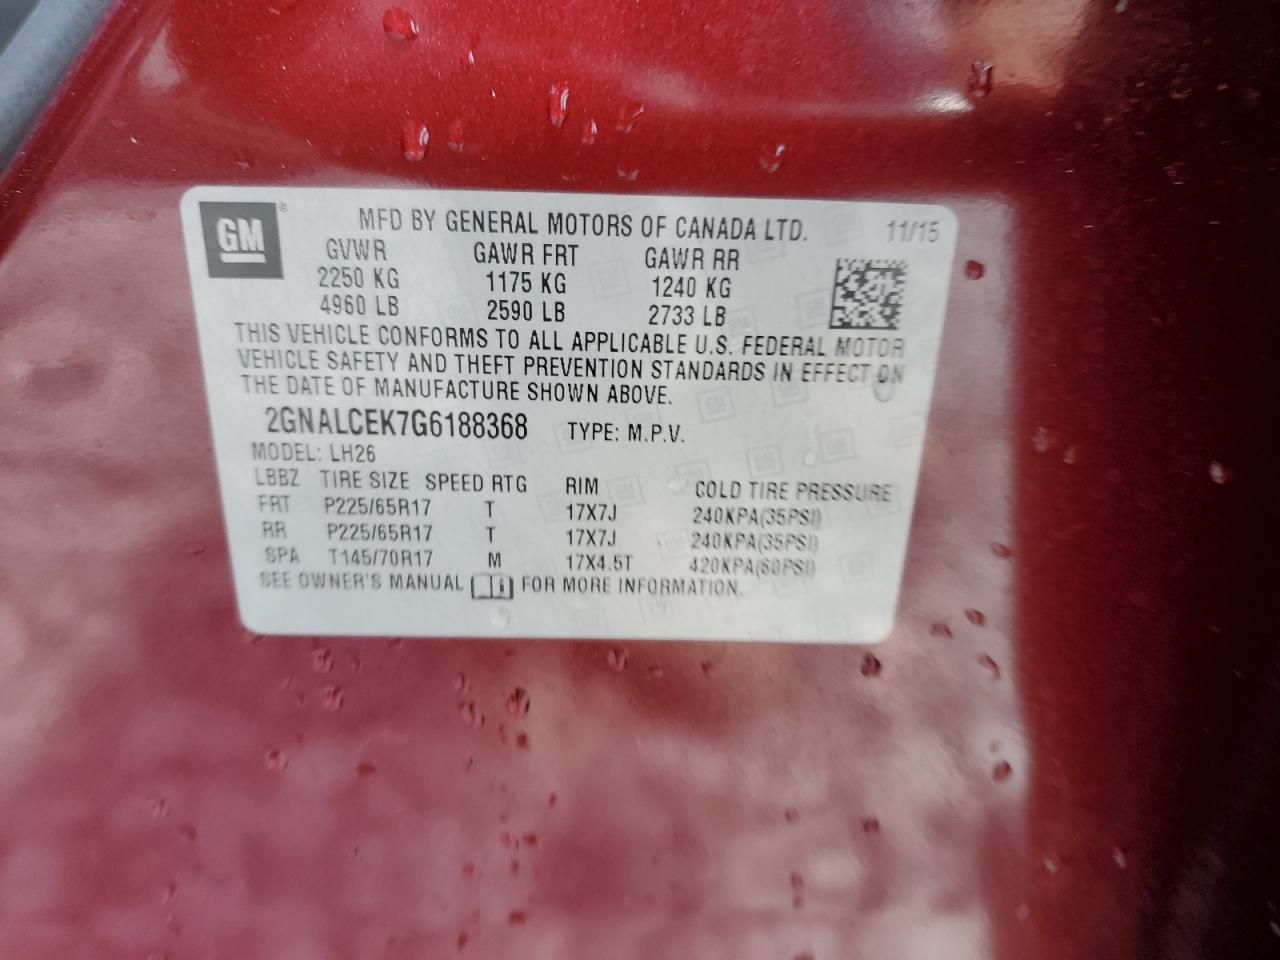 GM®
MFD BY GENERAL MOTORS OF CANADA LTD. 11/15
GVWR GAWR FRT GAWR RR
2250 KG 1175 KG 1240 KG
4960 LB 2590 LB 2733 LB
THIS VEHICLE CONFORMS TO ALL APPLICABLE U.S. FEDERAL MOTOR
VEHICLE SAFETY AND THEFT PREVENTION STANDARDS IN EFFECT ON
THE DATE OF MANUFACTURE SHOWN ABOVE.
2GNALCEK7G6188368 TYPE: M.P.V.
MODEL: LH26
LBBZ TIRE SIZE SPEED RTG RIM COLD TIRE PRESSURE
FRT P225/65R17 T 17X7J 240KPA(35PSI)
RR P225/65R17 T 17X7J 240KPA(35PSI)
SPA T145/70R17 M 17X4.5T 420KPA(60PSI)
SEE OWNER'S MANUAL FOR MORE INFORMATION.